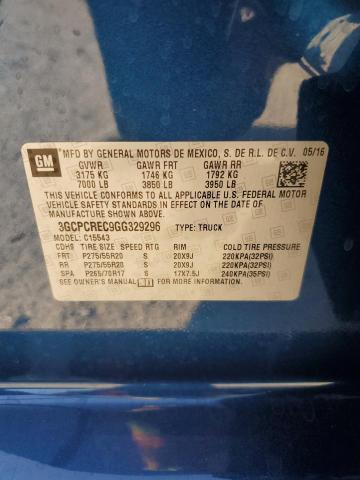 GM MFD BY GENERAL MOTORS DE MEXICO, S. DE R.L. DE C.V. 05/16
GVWR GAWR FRT GAWR RR
3175 KG 1746 KG 1792 KG
7000 LB 3850 LB 3950 LB
THIS VEHICLE CONFORMS TO ALL APPLICABLE U.S. FEDERAL MOTOR
VEHICLE SAFETY STANDARDS IN EFFECT ON THE DATE OF
MANUFACTURE SHOWN ABOVE.
3GCPCREC9GG329296 TYPE: TRUCK
MODEL: C15543
CHDS TIRE SIZE SPEED RTG RIM COLD TIRE PRESSURE
FRT P275/55R20 S 20X9J 220KPA(32PSI)
RR P275/55R20 S 20X9J 220KPA(32PSI)
SPA P265/70R17 S 17X7.5J 240KPA(35PSI)
SEE OWNER'S MANUAL FOR MORE INFORMATION.